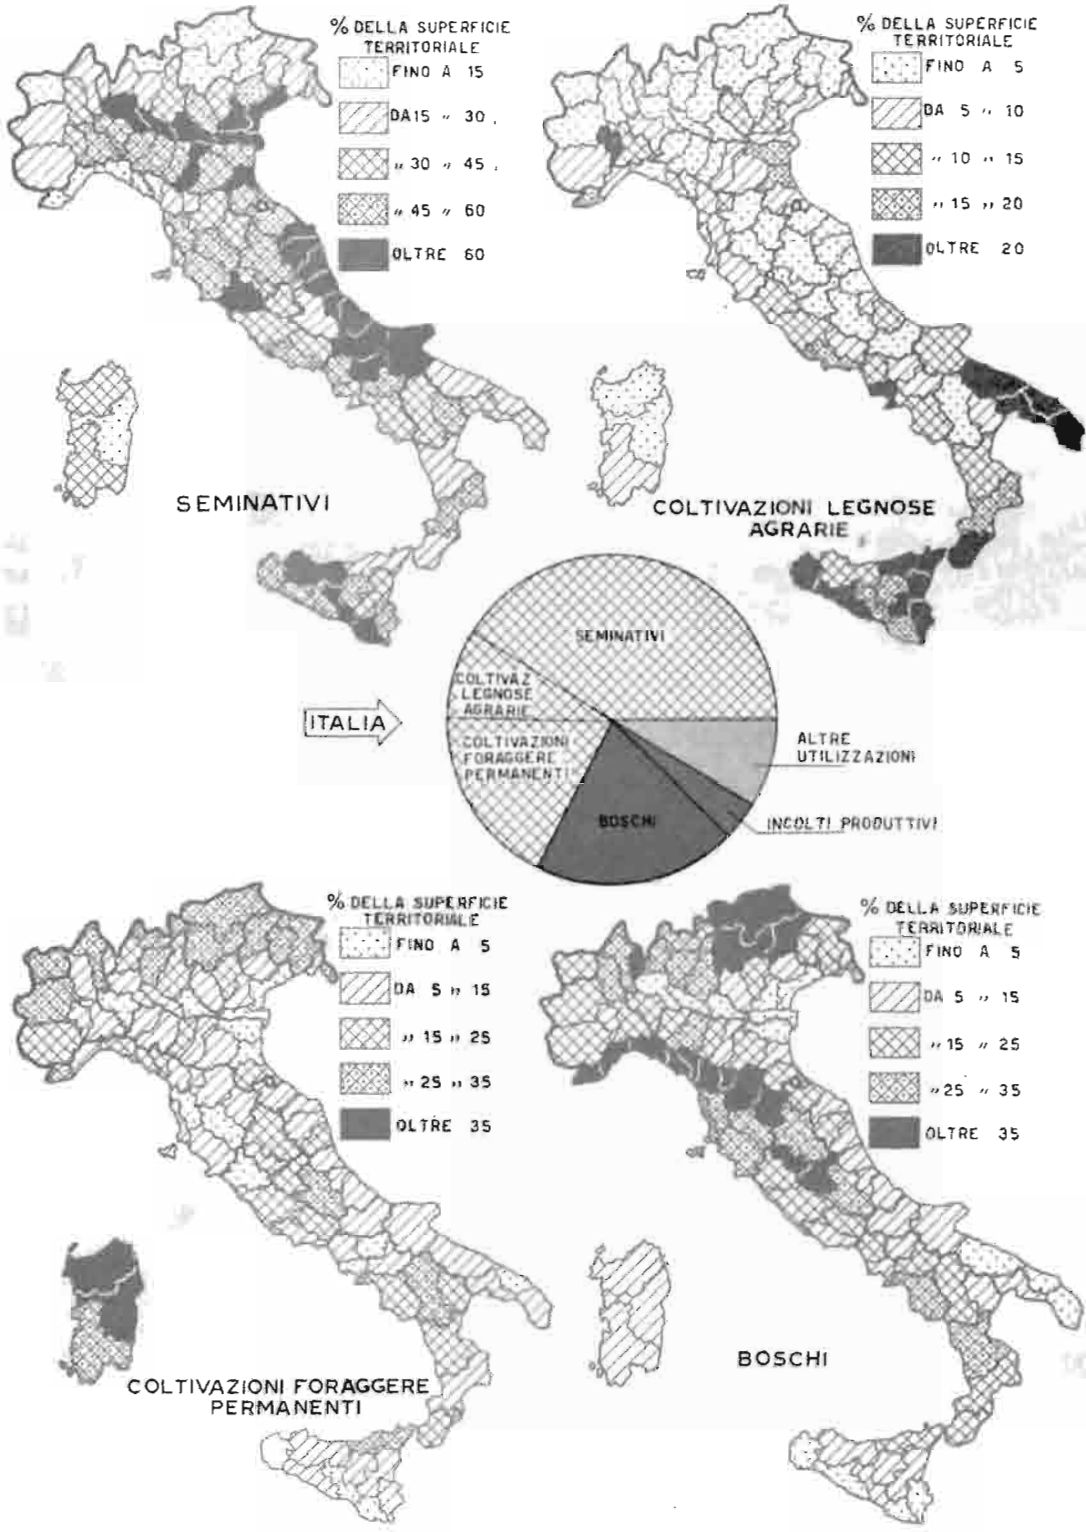 % DELLA SUPERFICIE
TERRITORIALE
FINO A 15
DA 15 " 30
" 30 " 45
" 45 " 60
OLTRE 60
SEMINATIVI
% DELLA SUPERFICIE
TERRITORIALE
FINO A 5
DA 5 " 10
" 10 " 15
" 15 " 20
OLTRE 20
COLTIVAZIONI LEGNOSE
AGRARIE
ITALIA
SEMINATIVI
COLTIVAZ.
LEGNOSE
AGRARIE
COLTIVAZIONI
FORAGGERE
PERMANENTI
BOSCHI
ALTRE
UTILIZZAZIONI
INCOLTI PRODUTTIVI
% DELLA SUPERFICIE
TERRITORIALE
FINO A 5
DA 5 " 15
" 15 " 25
" 25 " 35
OLTRE 35
COLTIVAZIONI FORAGGERE
PERMANENTI
% DELLA SUPERFICIE
TERRITORIALE
FINO A 5
DA 5 " 15
" 15 " 25
" 25 " 35
OLTRE 35
BOSCHI